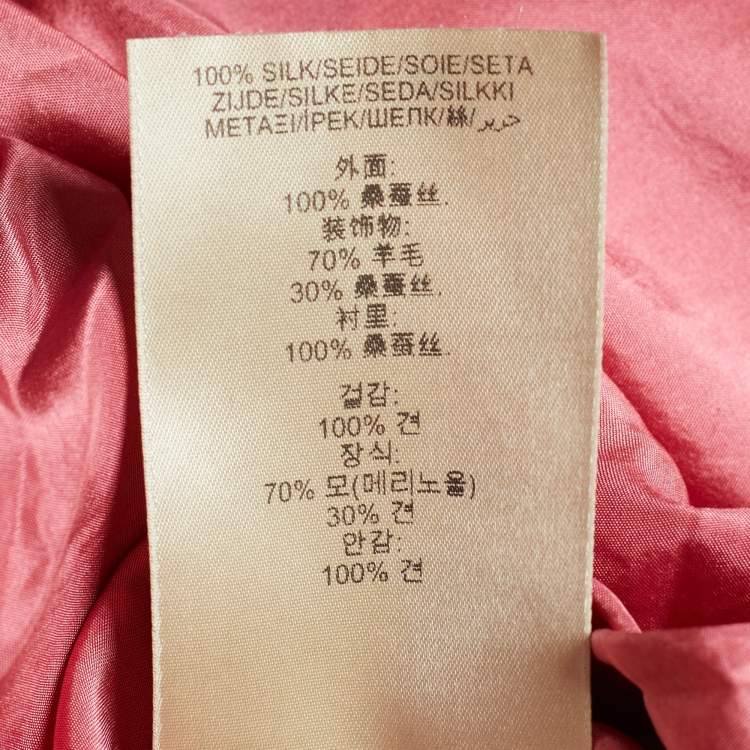 100% SILK/SEIDE/SOIE/SETA
ZIJDE/SILKE/SEDA/SILKKI
ΜΕΤΑΞΙ/İPEK/ШЕЛК/絲/حرير
外面:
100% 桑蚕丝.
装饰物:
70% 羊毛
30% 桑蚕丝.
衬里:
100% 桑蚕丝.
겉감:
100% 견
장식:
70% 모(메리노울)
30% 견
안감:
100% 견